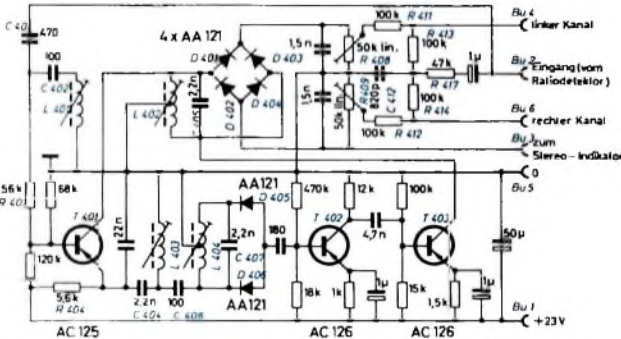 C 401
470
100
C 402
L 401
4 x AA 121
D 401
D 403
D 402
D 404
L 402
2,2n
C 405
1,5n
1,5n
50k lin.
R 408
R 409
50k lin.
820p
C 412
100k
R 411
R 413
100k
47k
R 417
1µ
100k
R 414
100k
R 412
Bu 4
linker Kanal
Bu 2
Eingang (vom
Ratiodetektor)
Bu 6
rechter Kanal
Bu 3
zum
Stereo-Indikator
0
Bu 5
56k
68k
T 401
120k
5,6k
R 404
22n
L 403
L 404
2,2n
C 404
100
C 406
AA121
D 405
2,2n
C 407
D 406
AA121
180
470k
12k
100k
T 402
4,7n
T 403
18k
1k
1µ
15k
1,5k
1µ
50µ
Bu 1
+23V
AC 125
AC 126
AC 126